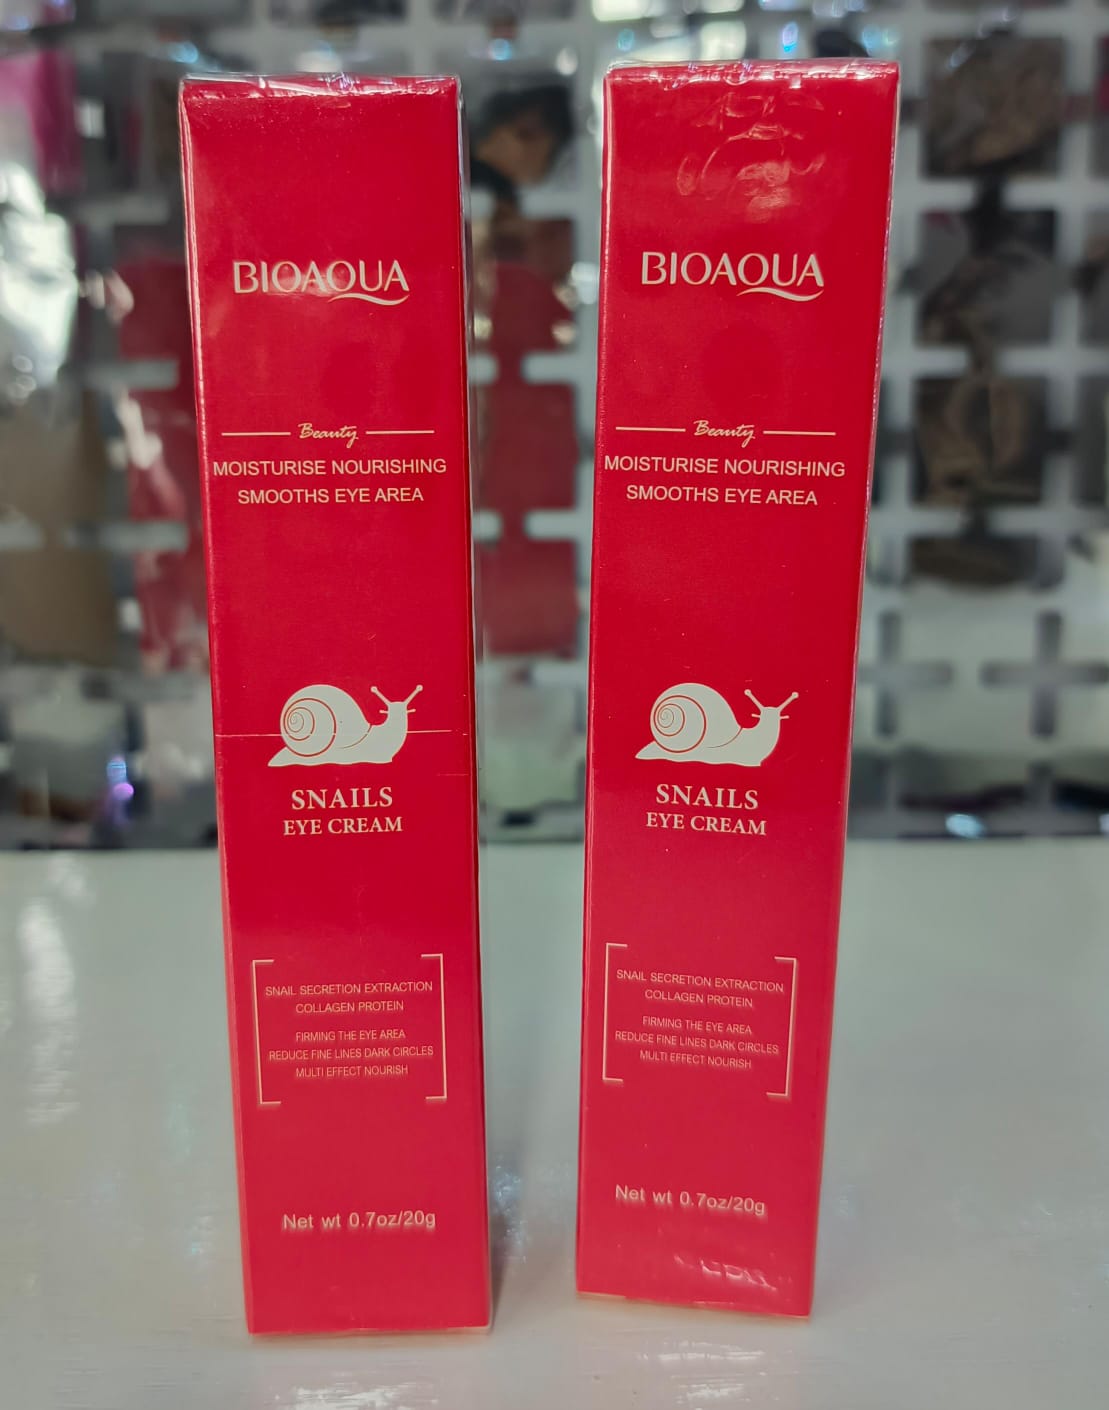 BIOAQUA
Beauty
MOISTURISE NOURISHING
SMOOTHS EYE AREA
SNAILS
EYE CREAM
SNAIL SECRETION EXTRACTION
COLLAGEN PROTEIN
FIRMING THE EYE AREA
REDUCE FINE LINES DARK CIRCLES
MULTI EFFECT NOURISH
Net wt 0.7oz/20g
BIOAQUA
Beauty
MOISTURISE NOURISHING
SMOOTHS EYE AREA
SNAILS
EYE CREAM
SNAIL SECRETION EXTRACTION
COLLAGEN PROTEIN
FIRMING THE EYE AREA
REDUCE FINE LINES DARK CIRCLES
MULTI EFFECT NOURISH
Net wt 0.7oz/20g